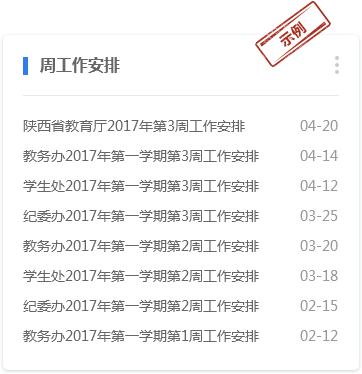 示例
周工作安排
陕西省教育厅2017年第3周工作安排 04-20
教务办2017年第一学期第3周工作安排 04-14
学生处2017年第一学期第3周工作安排 04-12
纪委办2017年第一学期第3周工作安排 03-25
教务办2017年第一学期第2周工作安排 03-20
学生处2017年第一学期第2周工作安排 03-18
纪委办2017年第一学期第2周工作安排 02-15
教务办2017年第一学期第1周工作安排 02-12